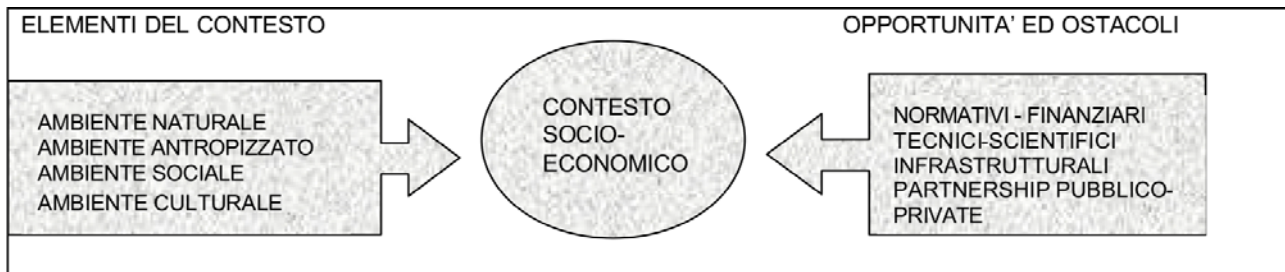 ELEMENTI DEL CONTESTO
OPPORTUNITA' ED OSTACOLI
AMBIENTE NATURALE
AMBIENTE ANTROPIZZATO
AMBIENTE SOCIALE
AMBIENTE CULTURALE
CONTESTO
SOCIO-
ECONOMICO
NORMATIVI - FINANZIARI
TECNICI-SCIENTIFICI
INFRASTRUTTURALI
PARTNERSHIP PUBBLICO-
PRIVATE